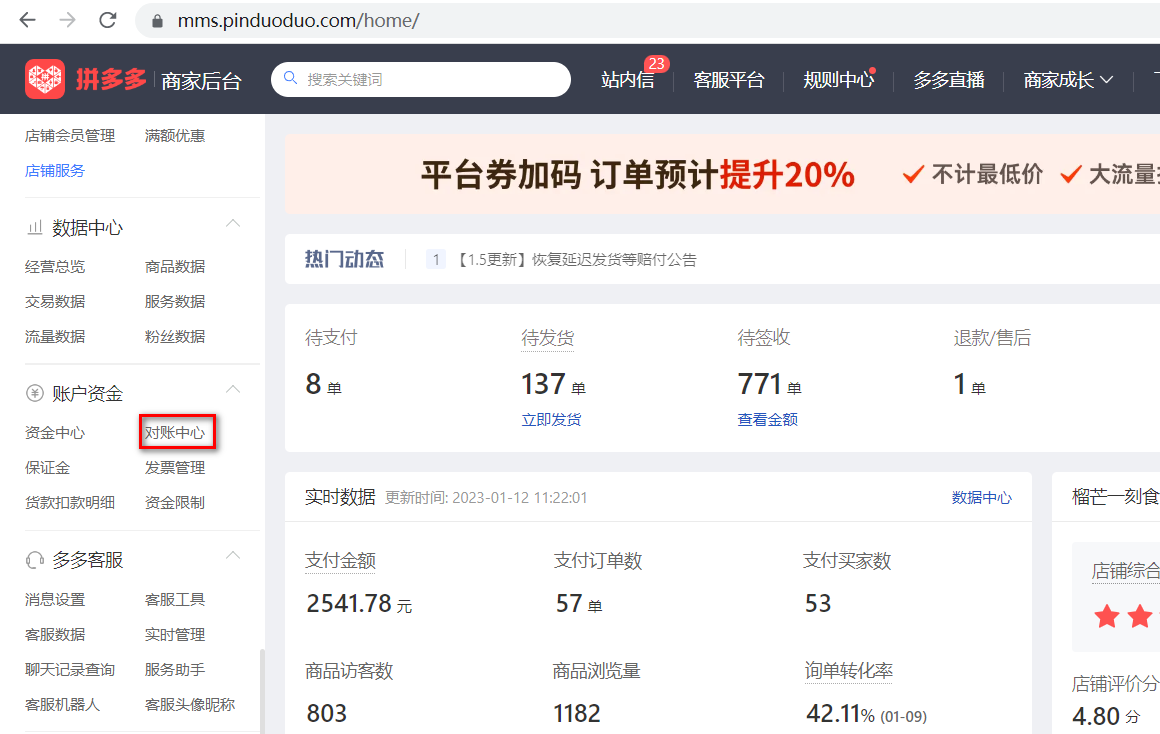 mms.pinduoduo.com/home/
拼多多 商家后台 搜索关键词 站内信 23 客服平台 规则中心 多多直播 商家成长
店铺会员管理 满额优惠
店铺服务
数据中心
经营总览 商品数据
交易数据 服务数据
流量数据 粉丝数据
账户资金
资金中心 对账中心
保证金 发票管理
货款扣款明细 资金限制
多多客服
消息设置 客服工具
客服数据 实时管理
聊天记录查询 服务助手
客服机器人 客服头像昵称
平台券加码 订单预计提升20% 不计最低价 大流量
热门动态 1 【1.5更新】恢复延迟发货等赔付公告
待支付 待发货 待签收 退款/售后
8 单 137 单 771 单 1 单
立即发货 查看金额
实时数据 更新时间: 2023-01-12 11:22:01 数据中心
支付金额 支付订单数 支付买家数
2541.78 元 57 单 53
商品访客数 商品浏览量 询单转化率
803 1182 42.11% (01-09)
榴芒一刻食
店铺综合
店铺评价分
4.80 分